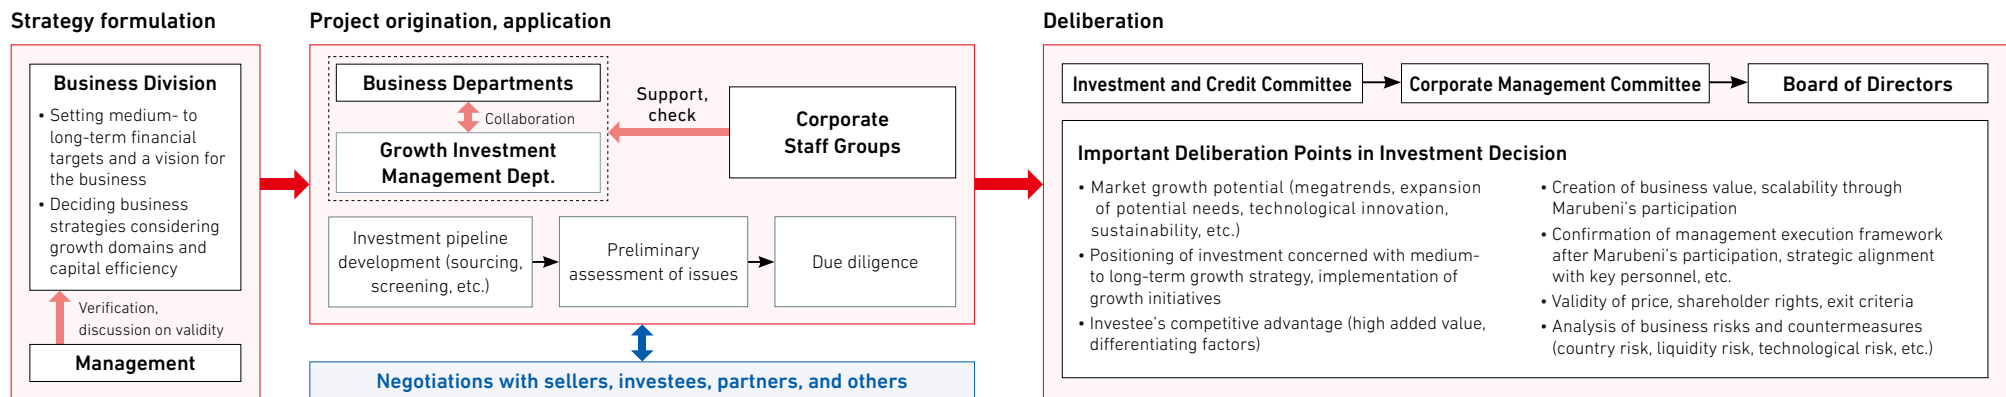 Strategy formulation
Business Division
• Setting medium- to
long-term financial
targets and a vision for
the business
• Deciding business
strategies considering
growth domains and
capital efficiency
Verification,
discussion on validity
Management
Project origination, application
Business Departments
Collaboration
Growth Investment
Management Dept.
Support,
check
Corporate
Staff Groups
Investment pipeline
development (sourcing,
screening, etc.)
Preliminary
assessment of issues
Due diligence
Negotiations with sellers, investees, partners, and others
Deliberation
Investment and Credit Committee
Corporate Management Committee
Board of Directors
Important Deliberation Points in Investment Decision
• Market growth potential (megatrends, expansion
of potential needs, technological innovation,
sustainability, etc.)
• Positioning of investment concerned with medium-
to long-term growth strategy, implementation of
growth initiatives
• Investee's competitive advantage (high added value,
differentiating factors)
• Creation of business value, scalability through
Marubeni's participation
• Confirmation of management execution framework
after Marubeni's participation, strategic alignment
with key personnel, etc.
• Validity of price, shareholder rights, exit criteria
• Analysis of business risks and countermeasures
(country risk, liquidity risk, technological risk, etc.)